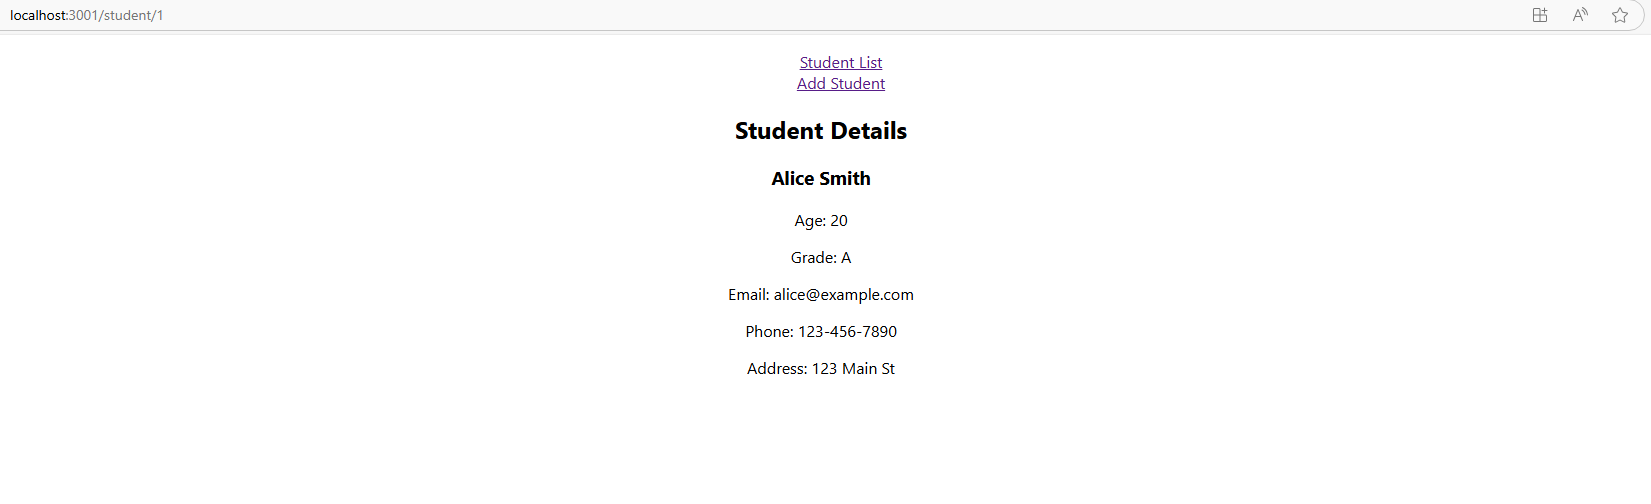 localhost:3001/student/1
Student List
Add Student
Student Details
Alice Smith
Age: 20
Grade: A
Email: alice@example.com
Phone: 123-456-7890
Address: 123 Main St